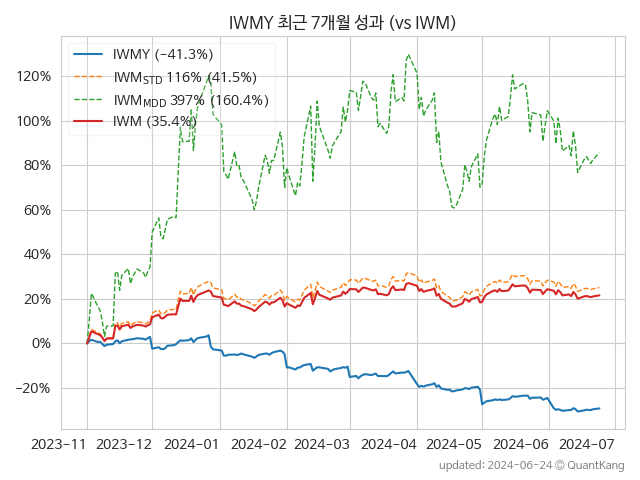 IWMY 최근 7개월 성과 (vs IWM)
IWMY (−41.3%)
IWM_STD 116% (41.5%)
IWM_MDD 397% (160.4%)
IWM (35.4%)
120%
100%
80%
60%
40%
20%
0%
−20%
2023-11 2023-12 2024-01 2024-02 2024-03 2024-04 2024-05 2024-06 2024-07
updated: 2024-06-24 © QuantKang